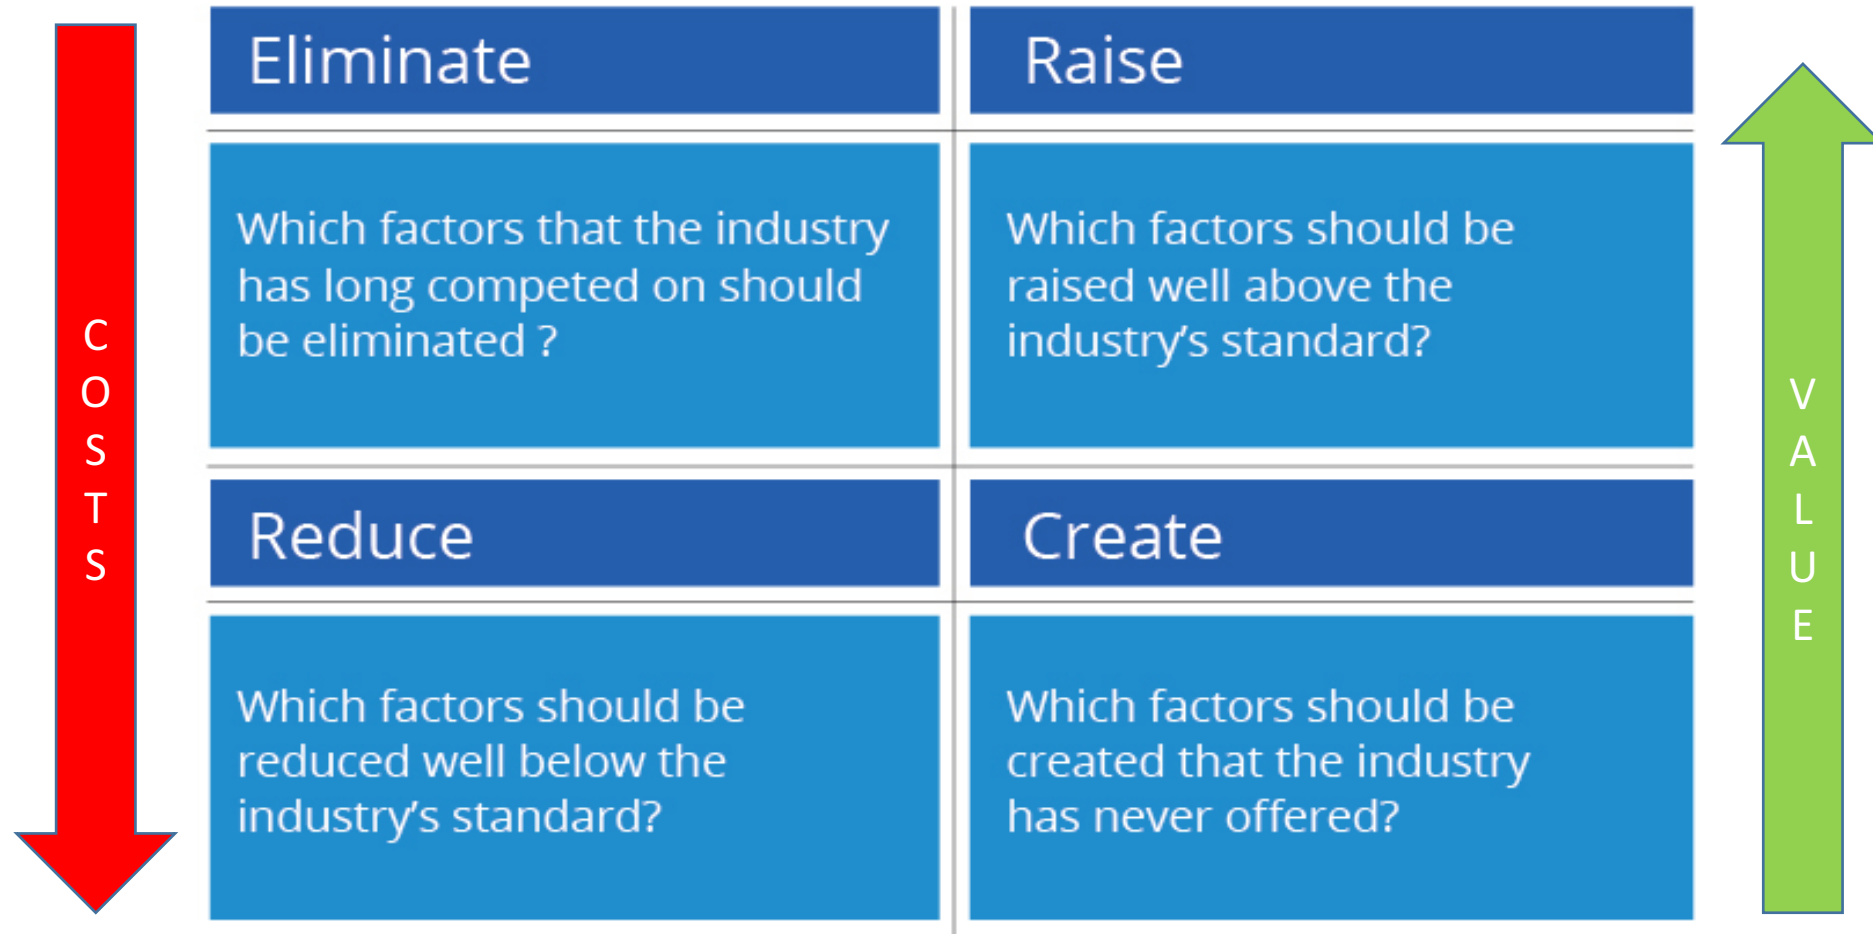 Eliminate
Which factors that the industry
has long competed on should
be eliminated ?
Raise
Which factors should be
raised well above the
industry’s standard?
Reduce
Which factors should be
reduced well below the
industry’s standard?
Create
Which factors should be
created that the industry
has never offered?
C
O
S
T
S
V
A
L
U
E